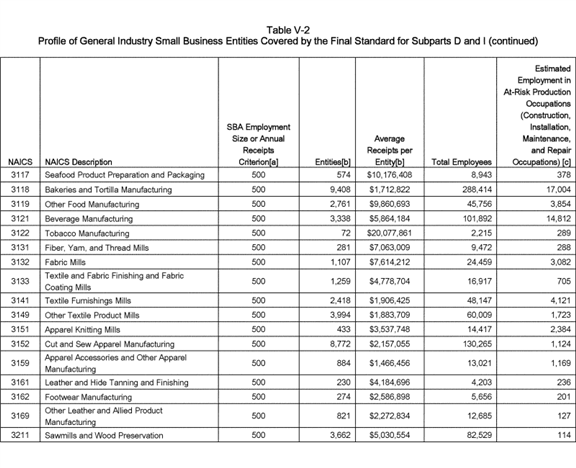 Table V-2
Profile of General Industry Small Business Entities Covered by the Final Standard for Subparts D and I (continued)
NAICS NAICS Description SBA Employment Size or Annual Receipts Criterion[a] Entities[b] Average Receipts per Entity[b] Total Employees Estimated Employment in At-Risk Production Occupations (Construction, Installation, Maintenance, and Repair Occupations) [c]
3117 Seafood Product Preparation and Packaging 500 574 $10,176,408 8,943 378
3118 Bakeries and Tortilla Manufacturing 500 9,408 $1,712,822 288,414 17,004
3119 Other Food Manufacturing 500 2,761 $9,860,693 45,756 3,854
3121 Beverage Manufacturing 500 3,338 $5,864,184 101,892 14,812
3122 Tobacco Manufacturing 500 72 $20,077,861 2,215 289
3131 Fiber, Yarn, and Thread Mills 500 281 $7,063,009 9,472 288
3132 Fabric Mills 500 1,107 $7,614,212 24,459 3,082
3133 Textile and Fabric Finishing and Fabric Coating Mills 500 1,259 $4,778,704 16,917 705
3141 Textile Furnishings Mills 500 2,418 $1,906,425 48,147 4,121
3149 Other Textile Product Mills 500 3,994 $1,883,709 60,009 1,723
3151 Apparel Knitting Mills 500 433 $3,537,748 14,417 2,384
3152 Cut and Sew Apparel Manufacturing 500 8,772 $2,157,055 130,265 1,124
3159 Apparel Accessories and Other Apparel Manufacturing 500 884 $1,466,456 13,021 1,169
3161 Leather and Hide Tanning and Finishing 500 230 $4,184,696 4,203 236
3162 Footwear Manufacturing 500 274 $2,586,898 5,656 201
3169 Other Leather and Allied Product Manufacturing 500 821 $2,272,834 12,685 127
3211 Sawmills and Wood Preservation 500 3,662 $5,030,554 82,529 114